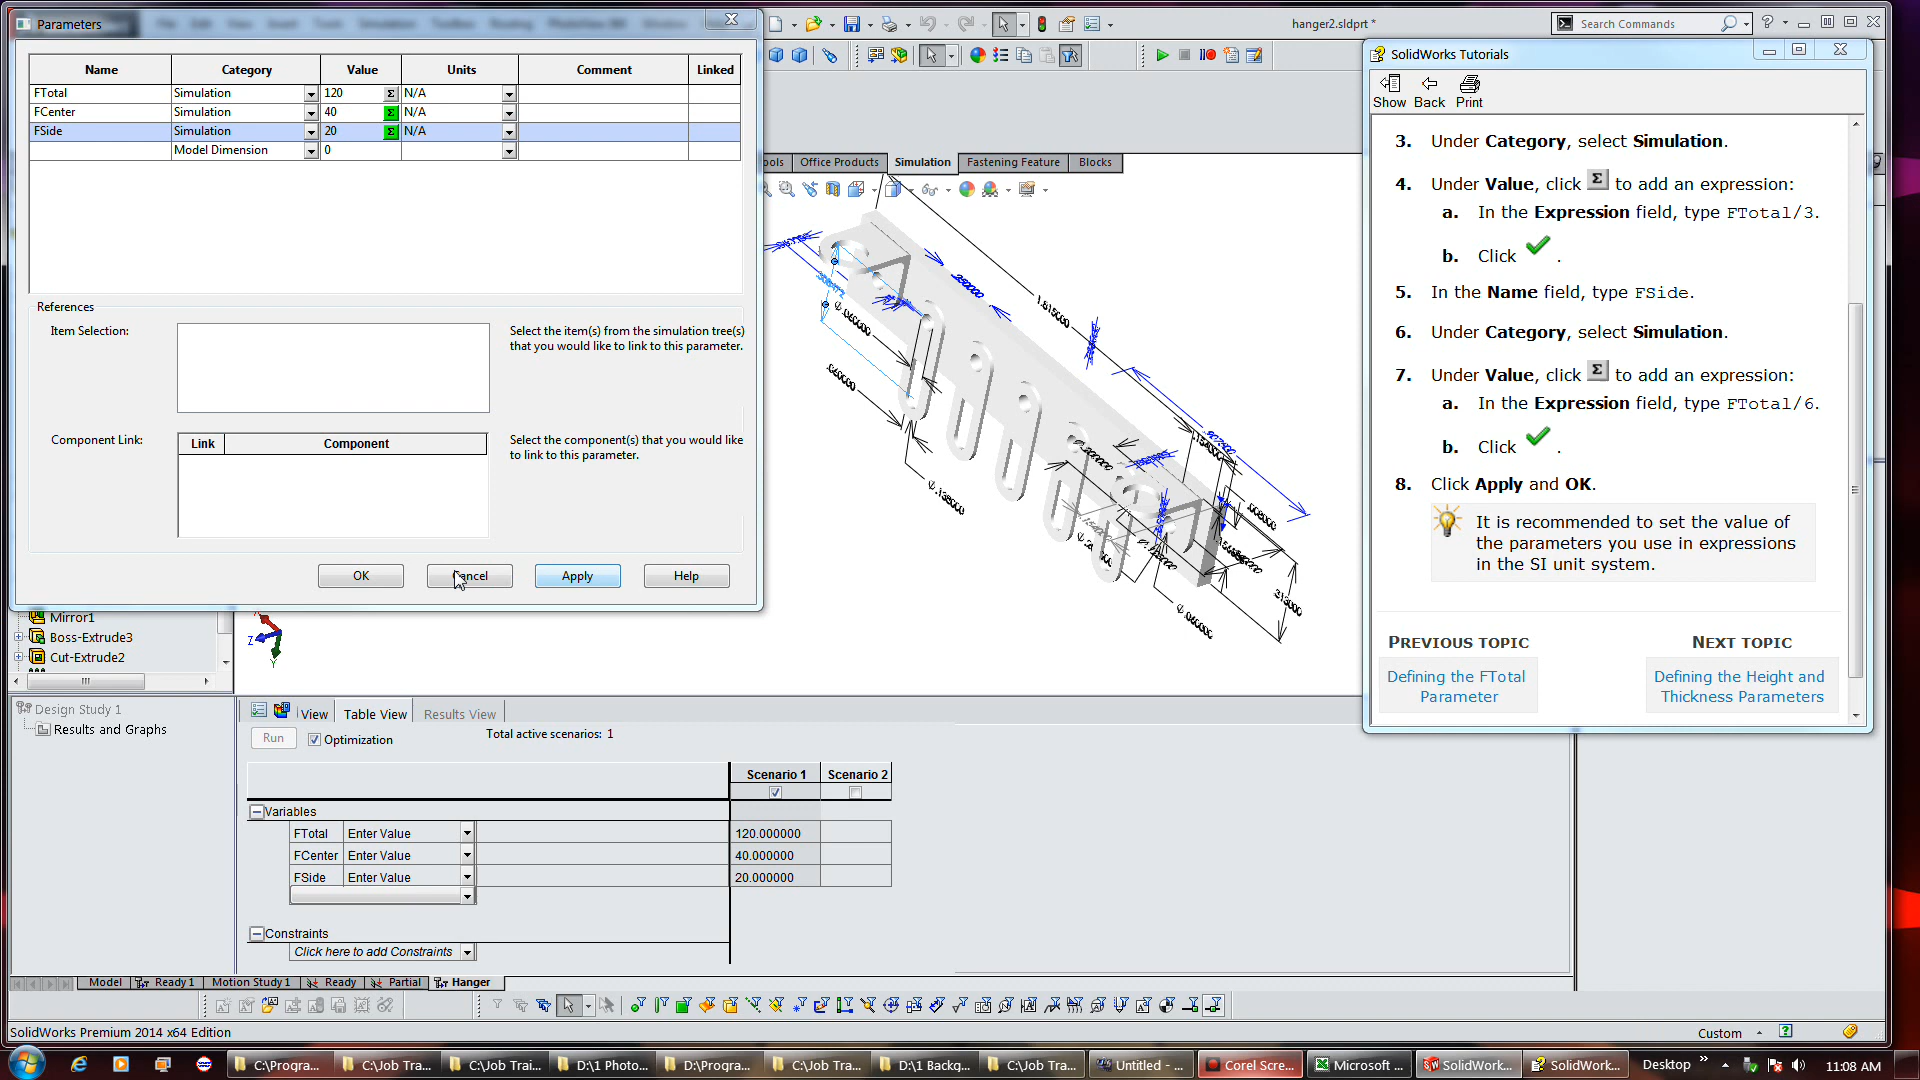 Parameters
Name Category Value Units Comment Linked
FTotal Simulation 120 Σ N/A
FCenter Simulation 40 Σ N/A
FSide Simulation 20 Σ N/A
Model Dimension 0
References
Item Selection:
Select the item(s) from the simulation tree(s)
that you would like to link to this parameter.
Component Link:
Link Component
Select the component(s) that you would like
to link to this parameter.
OK Apply Help
hanger2.sldprt *
Search Commands
Office Products Simulation Fastening Feature Blocks
1.815000
SolidWorks Tutorials
Show Back Print
3. Under Category, select Simulation.
4. Under Value, click Σ to add an expression:
a. In the Expression field, type FTotal/3.
b. Click .
5. In the Name field, type FSide.
6. Under Category, select Simulation.
7. Under Value, click Σ to add an expression:
a. In the Expression field, type FTotal/6.
b. Click .
8. Click Apply and OK.
It is recommended to set the value of
the parameters you use in expressions
in the SI unit system.
PREVIOUS TOPIC
Defining the FTotal
Parameter
NEXT TOPIC
Defining the Height and
Thickness Parameters
Mirror1
Boss-Extrude3
Cut-Extrude2
Z
Y
Design Study 1
Results and Graphs
View Table View Results View
Run Optimization Total active scenarios: 1
Scenario 1 Scenario 2
Variables
FTotal Enter Value 120.000000
FCenter Enter Value 40.000000
FSide Enter Value 20.000000
Constraints
Click here to add Constraints
Model Ready1 Motion Study1 Ready Partial Hanger
SolidWorks Premium 2014 x64 Edition
Custom
C:\Progra... C:\Job Tra... C:\Job Trai... D:\1 Photo... D:\Progra... C:\Job Tra... D:\1 Backg... C:\Job Tra... Untitled - ... Corel Scre... Microsoft ... SolidWork... SolidWork... Desktop 11:08 AM